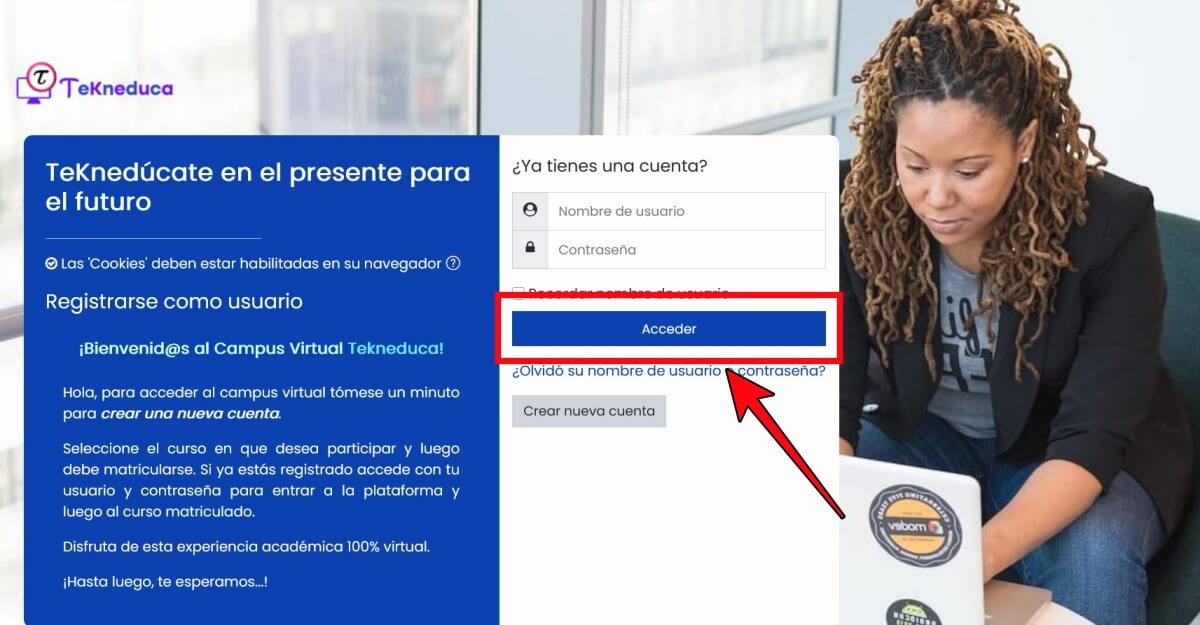 TeKneduca
TeKnedúcate en el presente para
el futuro
Las 'Cookies' deben estar habilitadas en su navegador
Registrarse como usuario
¡Bienvenid@s al Campus Virtual Tekneduca!
Hola, para acceder al campus virtual tómese un minuto
para crear una nueva cuenta.
Seleccione el curso en que desea participar y luego
debe matricularse. Si ya estás registrado accede con tu
usuario y contraseña para entrar a la plataforma y
luego al curso matriculado.
Disfruta de esta experiencia académica 100% virtual.
¡Hasta luego, te esperamos...!
¿Ya tienes una cuenta?
Nombre de usuario
Contraseña
Recordar nombre de usuario
Acceder
¿Olvidó su nombre de usuario o contraseña?
Crear nueva cuenta
modev